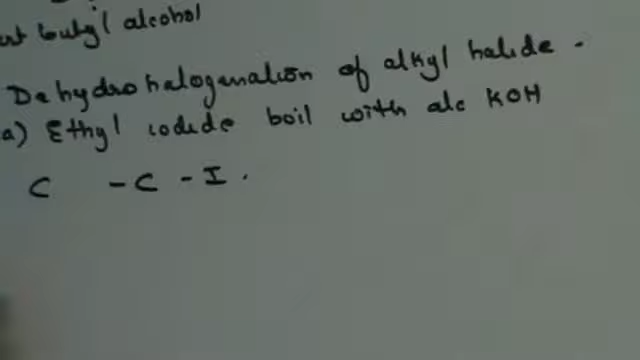 butyl alcohol
Dehydrohalogenation of alkyl halide .
a) Ethyl iodide boil with alc KOH
C - C - I .